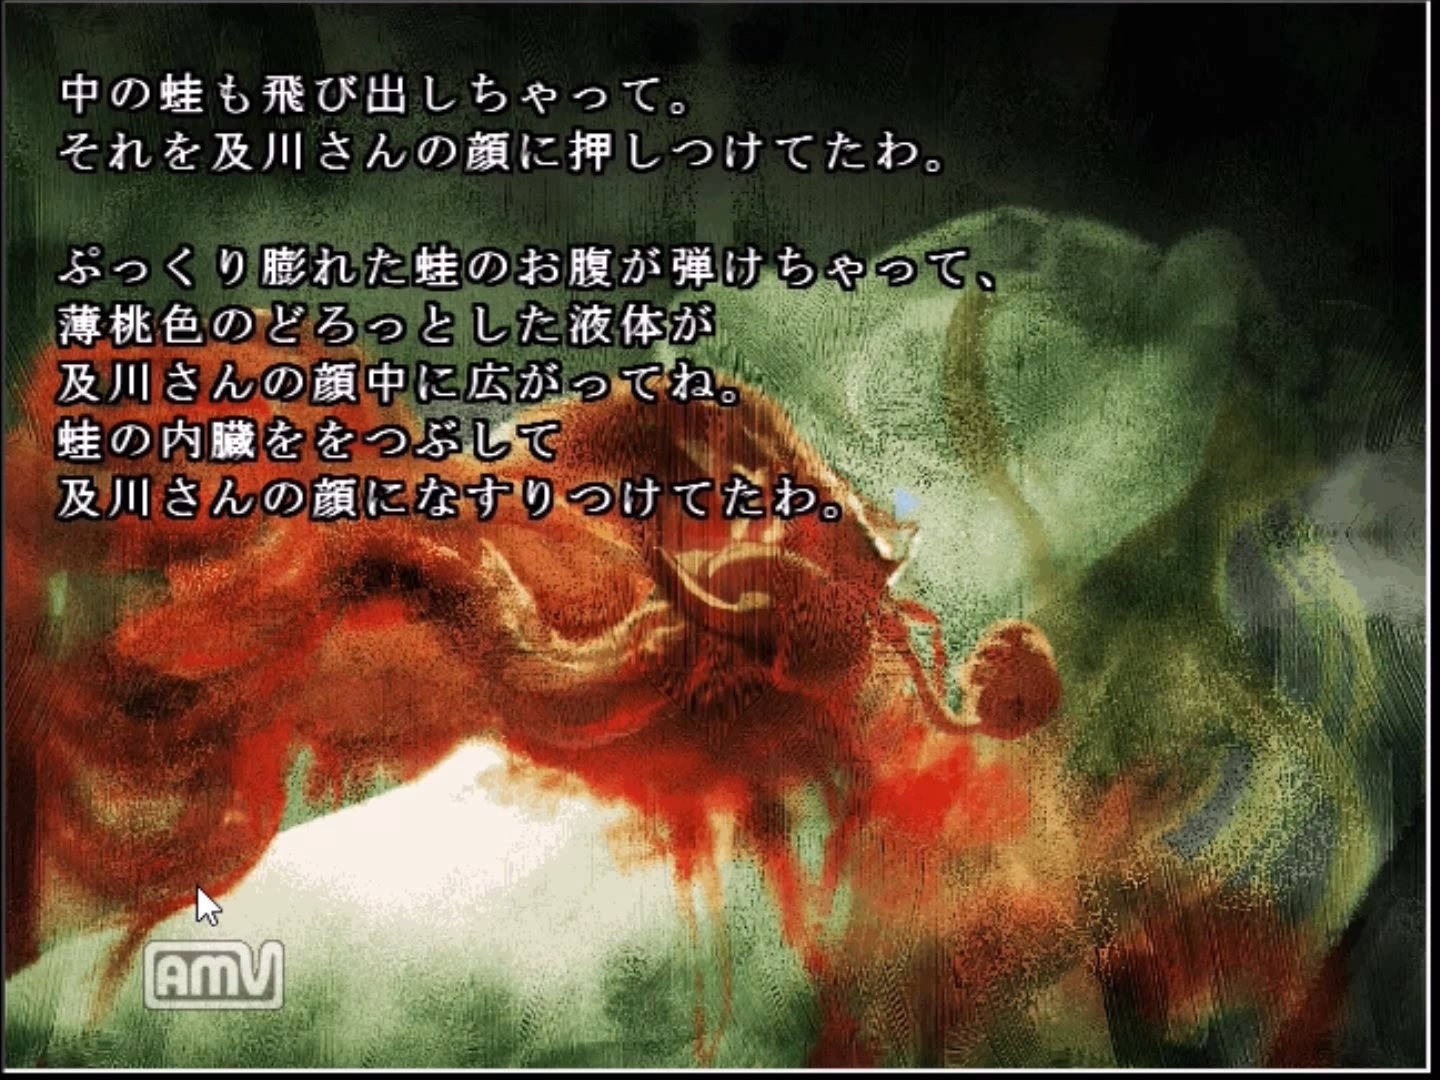 中の蛙も飛び出しちゃって。
それを及川さんの顔に押しつけてたわ。
ぷっくり膨れた蛙のお腹が弾けちゃって、
薄桃色のどろっとした液体が
及川さんの顔中に広がってね。
蛙の内臓ををつぶして
及川さんの顔になすりつけてたわ。
AMV